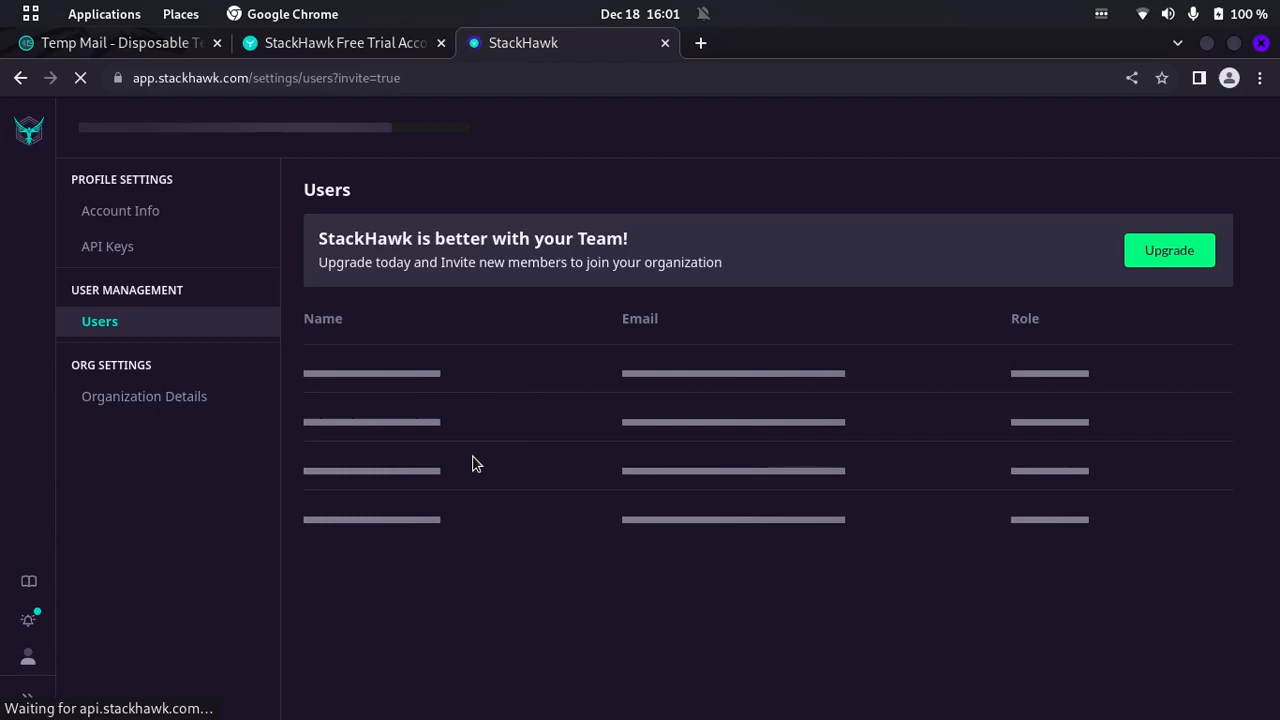 Applications Places Google Chrome Dec 18 16:01 100 %
Temp Mail - Disposable Te StackHawk Free Trial Acco StackHawk
app.stackhawk.com/settings/users?invite=true
PROFILE SETTINGS
Account Info
API Keys
USER MANAGEMENT
Users
ORG SETTINGS
Organization Details
Users
StackHawk is better with your Team!
Upgrade today and Invite new members to join your organization
Upgrade
Name Email Role
Waiting for api.stackhawk.com...